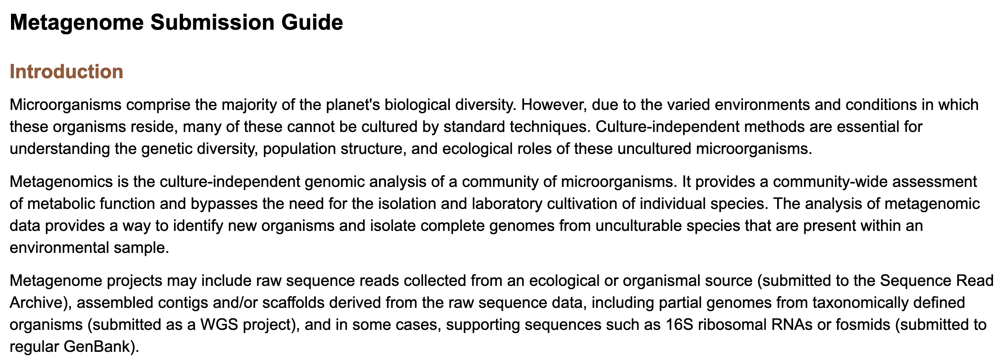 Metagenome Submission Guide
Introduction
Microorganisms comprise the majority of the planet's biological diversity. However, due to the varied environments and conditions in which
these organisms reside, many of these cannot be cultured by standard techniques. Culture-independent methods are essential for
understanding the genetic diversity, population structure, and ecological roles of these uncultured microorganisms.
Metagenomics is the culture-independent genomic analysis of a community of microorganisms. It provides a community-wide assessment
of metabolic function and bypasses the need for the isolation and laboratory cultivation of individual species. The analysis of metagenomic
data provides a way to identify new organisms and isolate complete genomes from unculturable species that are present within an
environmental sample.
Metagenome projects may include raw sequence reads collected from an ecological or organismal source (submitted to the Sequence Read
Archive), assembled contigs and/or scaffolds derived from the raw sequence data, including partial genomes from taxonomically defined
organisms (submitted as a WGS project), and in some cases, supporting sequences such as 16S ribosomal RNAs or fosmids (submitted to
regular GenBank).